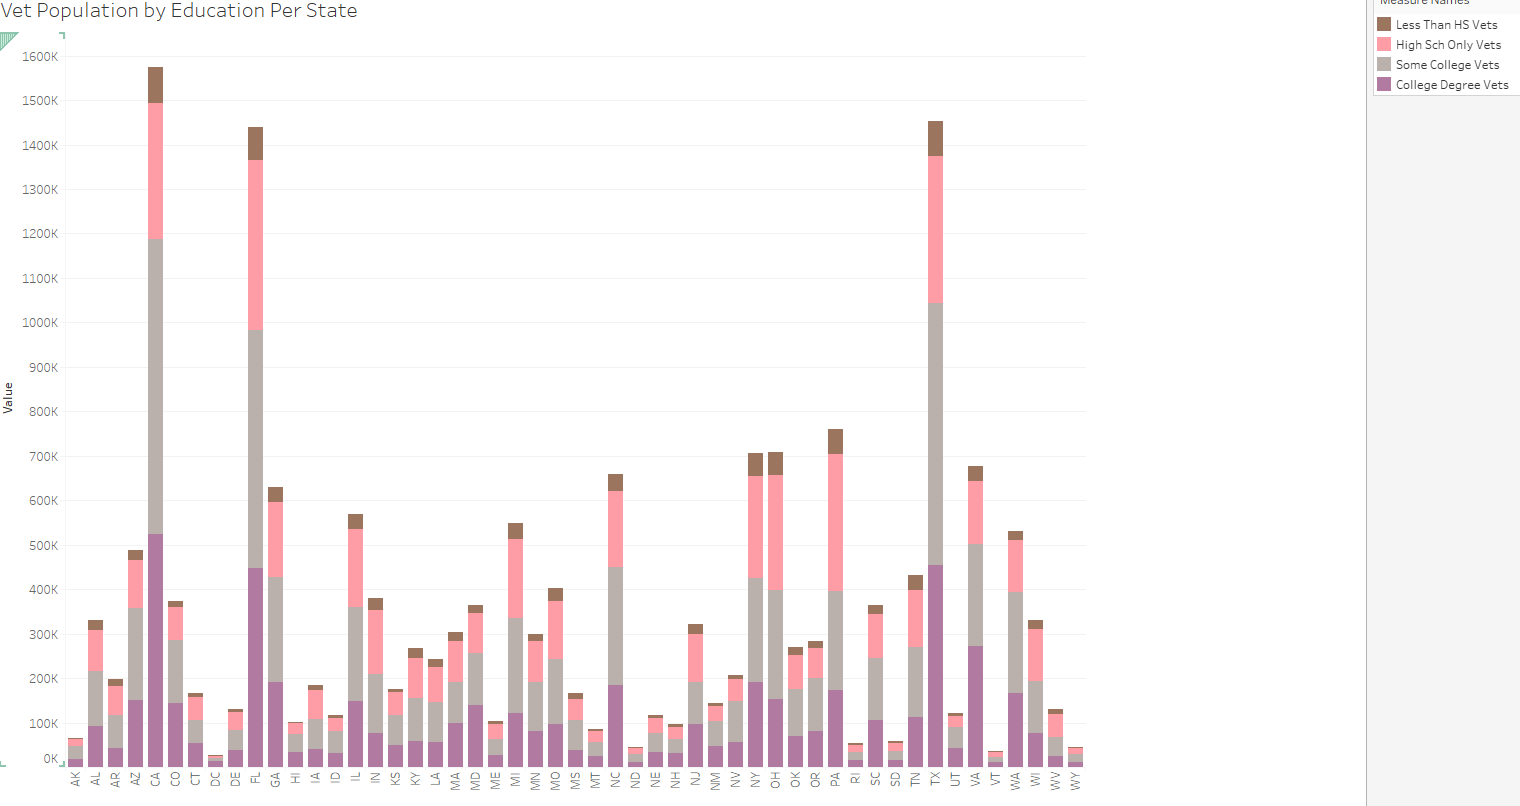 Vet Population by Education Per State
Measure Names
Less Than HS Vets
High Sch Only Vets
Some College Vets
College Degree Vets
1600K
1500K
1400K
1300K
1200K
1100K
1000K
900K
800K
700K
600K
500K
400K
300K
200K
100K
0K
Value
AK AL AR AZ CA CO CT DC DE FL GA HI IA ID IL IN KS KY LA MA MD ME MI MN MO MS MT NC ND NE NH NJ NM NV NY OH OK OR PA RI SC SD TN TX UT VA VT WA WI WV WY